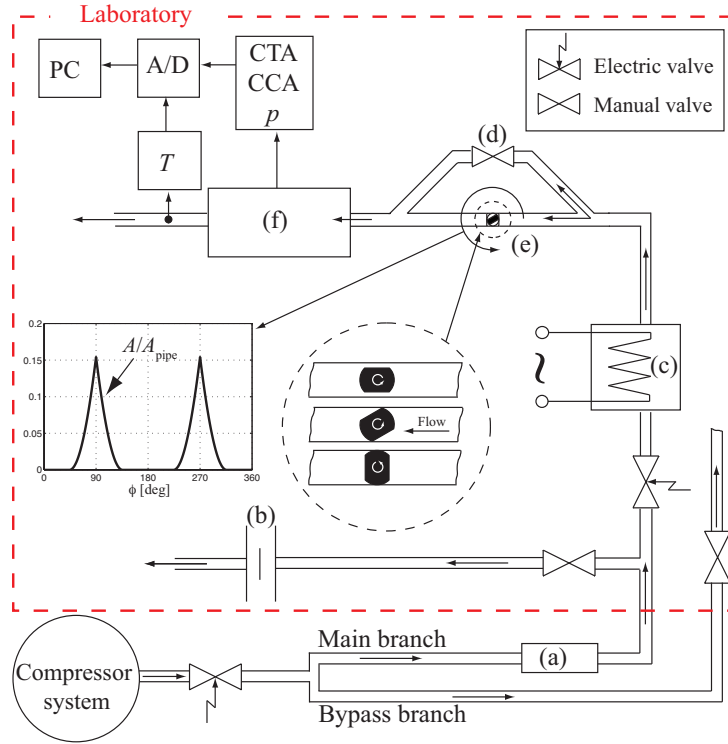 Laboratory
PC
A/D
CTA
CCA
p
T
Electric valve
Manual valve
(d)
(e)
(f)
(c)
~
0.2
0.15
0.1
0.05
0
A/A pipe
0 90 180 270 360
ϕ [deg]
Flow
(b)
Main branch
(a)
Compressor
system
Bypass branch